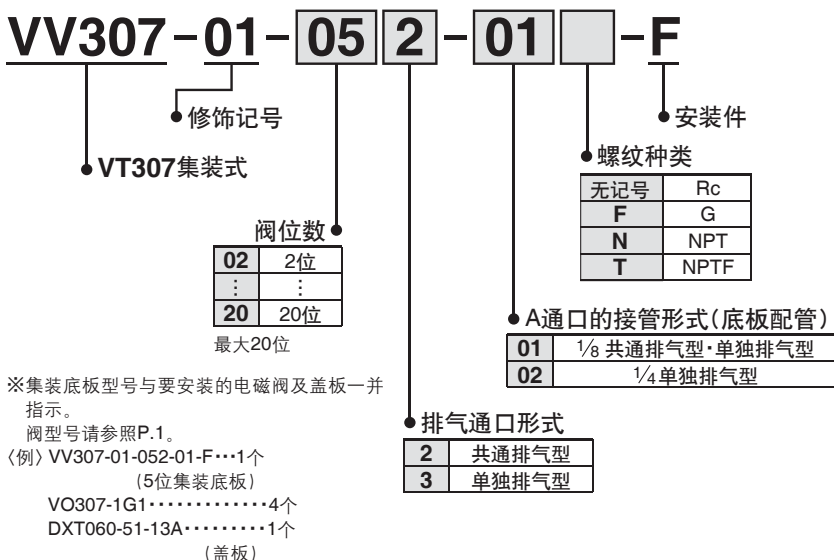 VV307-01-052-01□-F
修饰记号
安装件
VT307集装式
螺纹种类
无记号 Rc
F G
N NPT
T NPTF
阀位数
02 2位
⋮ ⋮
20 20位
最大20位
A通口的接管形式(底板配管)
01 1/8 共通排气型·单独排气型
02 1/4 单独排气型
※集装底板型号与要安装的电磁阀及盖板一并
指示。
阀型号请参照P.1。
〈例〉VV307-01-052-01-F···1个
(5位集装底板)
VO307-1G1·············4个
DXT060-51-13A·········1个
(盖板)
排气通口形式
2 共通排气型
3 单独排气型